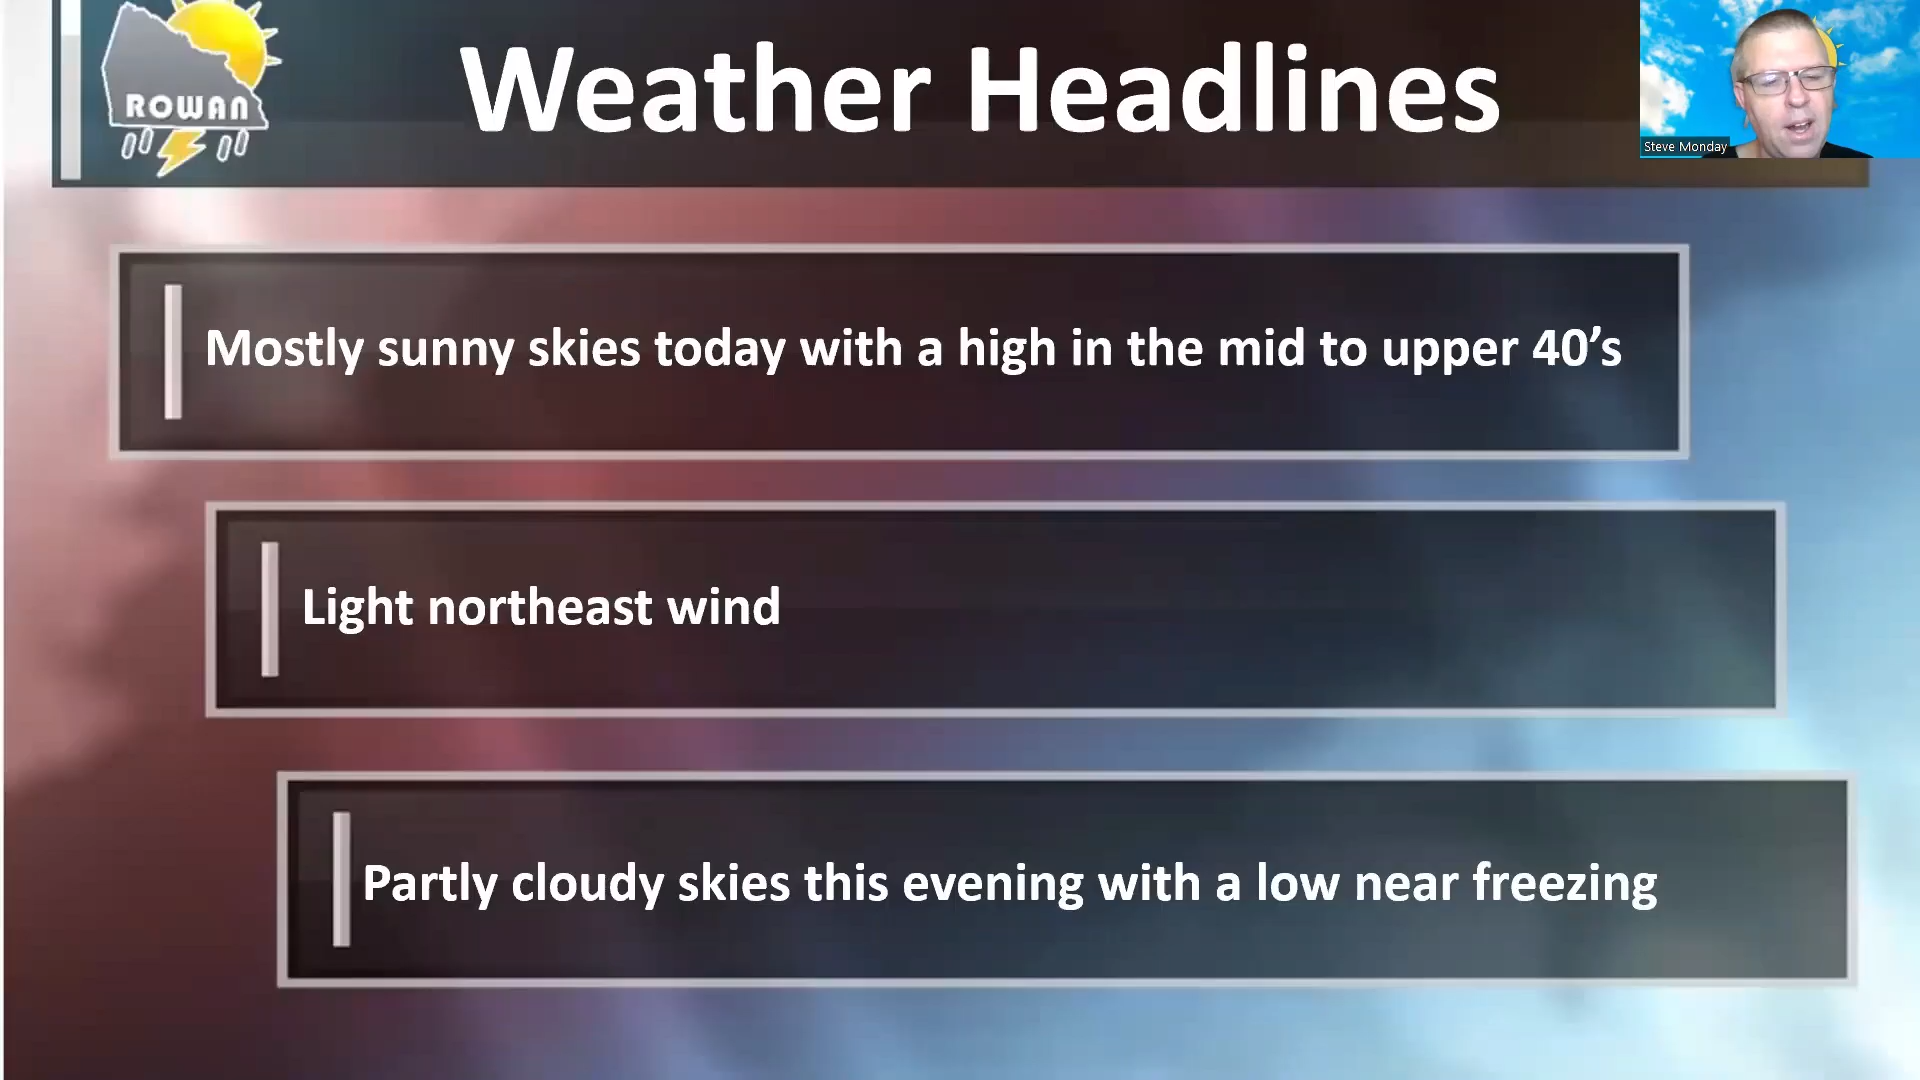 ROWAN
Weather Headlines
Steve Monday
Mostly sunny skies today with a high in the mid to upper 40’s
Light northeast wind
Partly cloudy skies this evening with a low near freezing